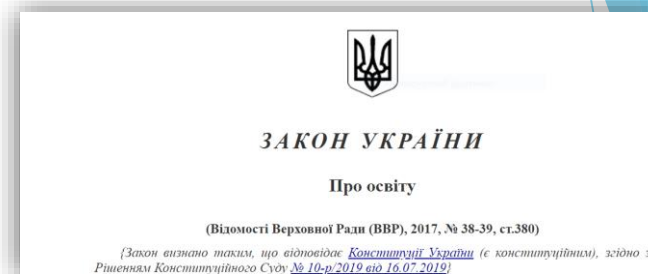 ЗАКОН УКРАЇНИ
Про освіту
(Відомості Верховної Ради (ВВР), 2017, № 38-39, ст.380)
{Закон визнано таким, що відповідає Конституції України (є конституційним), згідно з
Рішенням Конституційного Суду № 10-р/2019 від 16.07.2019}